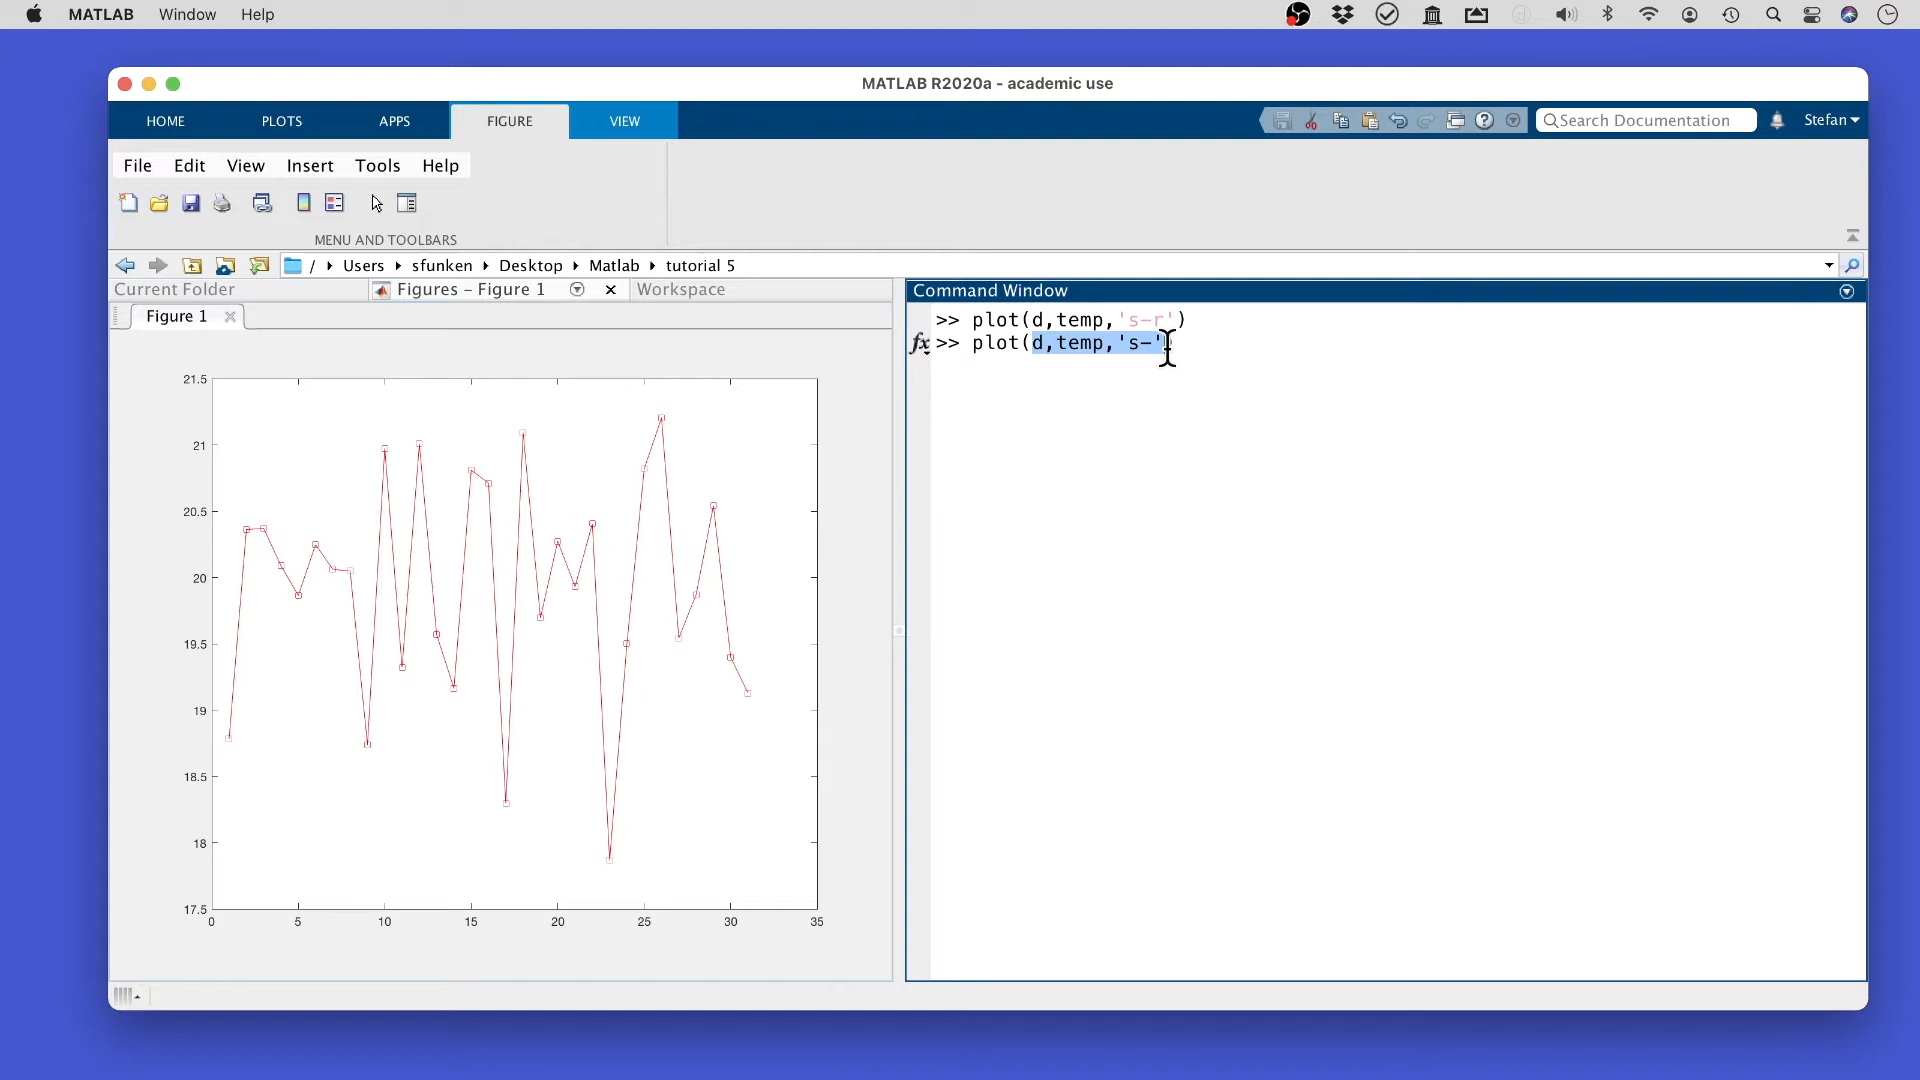 MATLAB Window Help
MATLAB R2020a - academic use
HOME PLOTS APPS FIGURE VIEW
Search Documentation
Stefan
File Edit View Insert Tools Help
MENU AND TOOLBARS
/ Users sfunken Desktop Matlab tutorial 5
Current Folder
Figures - Figure 1
Workspace
Command Window
Figure 1
>> plot(d,temp,'s-r')
fx >> plot(d,temp,'s-')
21.5
21
20.5
20
19.5
19
18.5
18
17.5
0 5 10 15 20 25 30 35